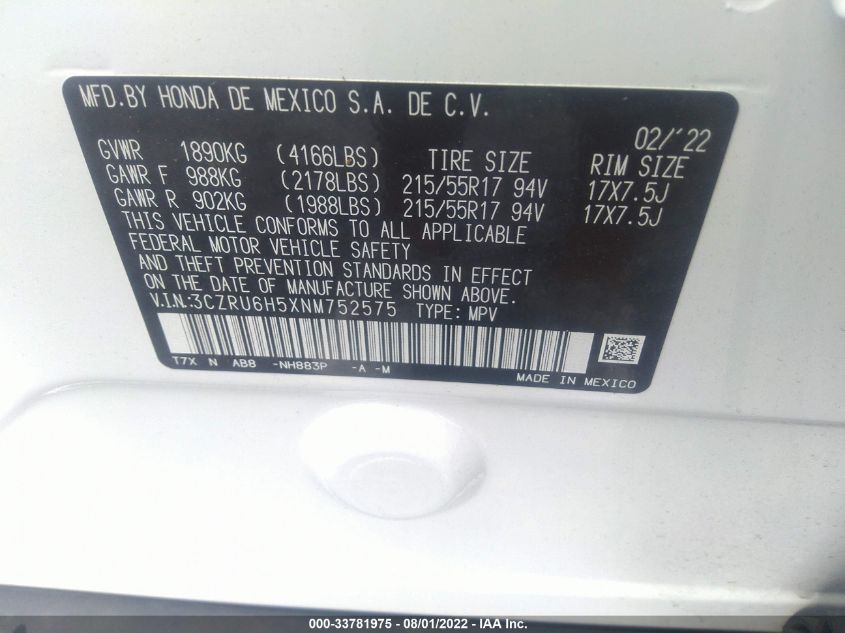 MFD.BY HONDA DE MEXICO S.A. DE C.V.
02/'22
GVWR 1890KG (4166LBS) TIRE SIZE RIM SIZE
GAWR F 988KG (2178LBS) 215/55R17 94V 17X7.5J
GAWR R 902KG (1988LBS) 215/55R17 94V 17X7.5J
THIS VEHICLE CONFORMS TO ALL APPLICABLE
FEDERAL MOTOR VEHICLE SAFETY
AND THEFT PREVENTION STANDARDS IN EFFECT
ON THE DATE OF MANUFACTURE SHOWN ABOVE.
V.I.N.:3CZRU6H5XNM752575 TYPE: MPV
T7X N AB8 -NH883P -A -M
MADE IN MEXICO
000-33781975 - 08/01/2022 - IAA Inc.